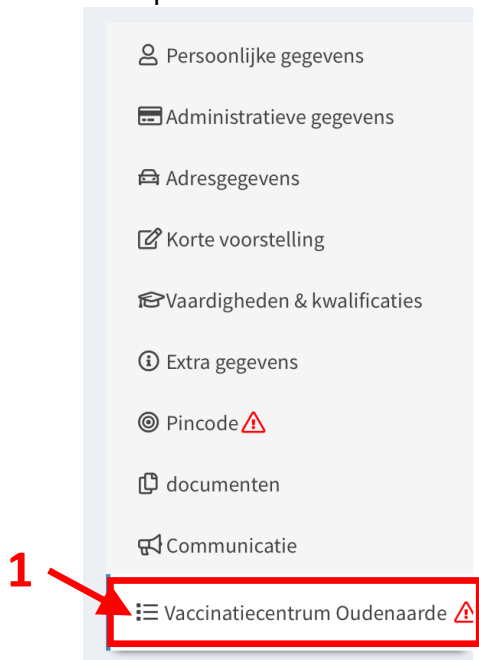 Persoonlijke gegevens
Administratieve gegevens
Adresgegevens
Korte voorstelling
Vaardigheden & kwalificaties
Extra gegevens
Pincode
documenten
Communicatie
1
Vaccinatiecentrum Oudenaarde